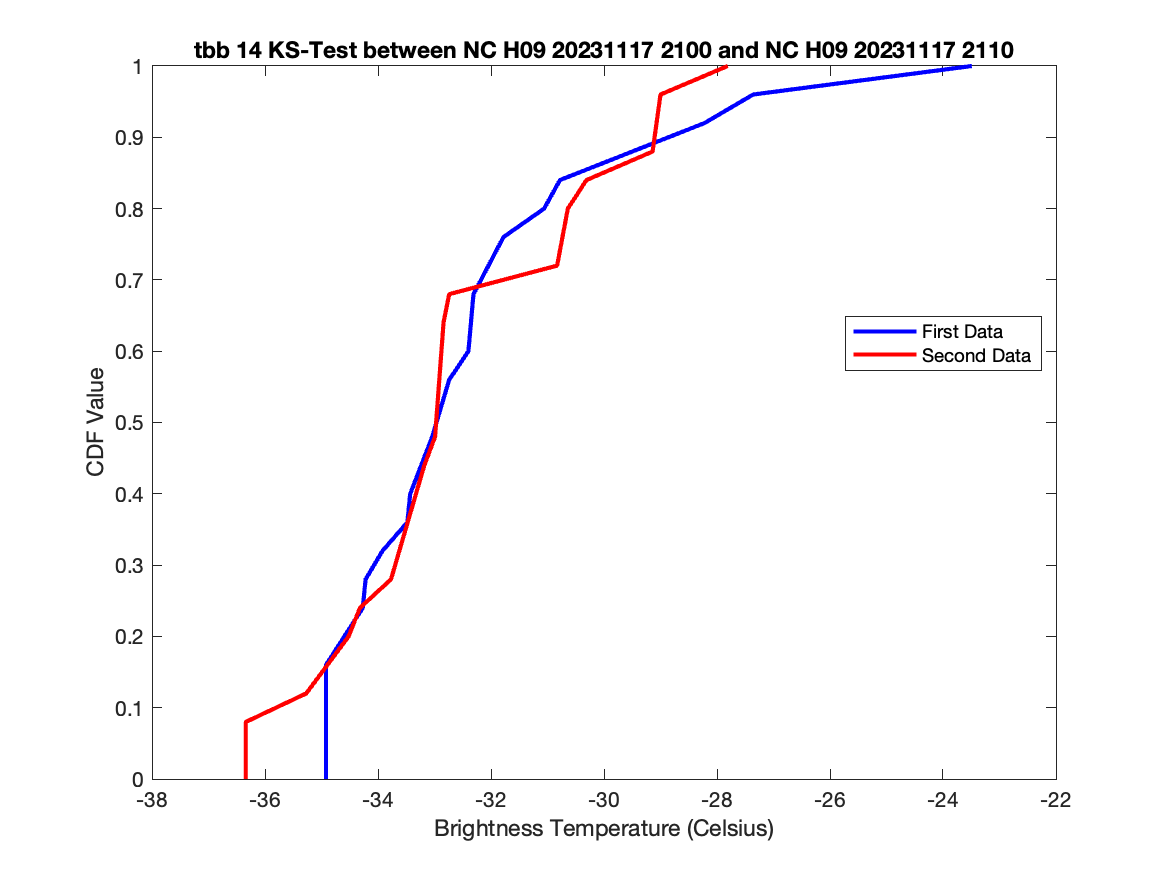 tbb 14 KS-Test between NC H09 20231117 2100 and NC H09 20231117 2110
1
0.9
0.8
0.7
0.6
0.5
0.4
0.3
0.2
0.1
0
CDF Value
First Data
Second Data
-38 -36 -34 -32 -30 -28 -26 -24 -22
Brightness Temperature (Celsius)